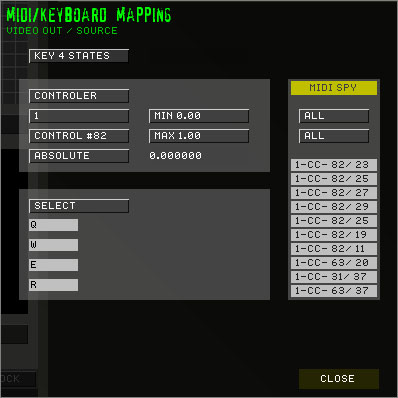 MIDI/KEYBOARD MAPPING
VIDEO OUT / SOURCE
KEY 4 STATES
CONTROLER
1
MIN 0.00
CONTROL #82
MAX 1.00
ABSOLUTE
0.000000
SELECT
Q
W
E
R
MIDI SPY
ALL
ALL
1-CC- 82/ 23
1-CC- 82/ 25
1-CC- 82/ 27
1-CC- 82/ 29
1-CC- 82/ 25
1-CC- 82/ 19
1-CC- 82/ 11
1-CC- 63/ 20
1-CC- 31/ 37
1-CC- 63/ 37
OCK
CLOSE